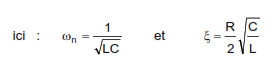 ici : ωₙ = 1/√LC et ξ = R/2 √C/L